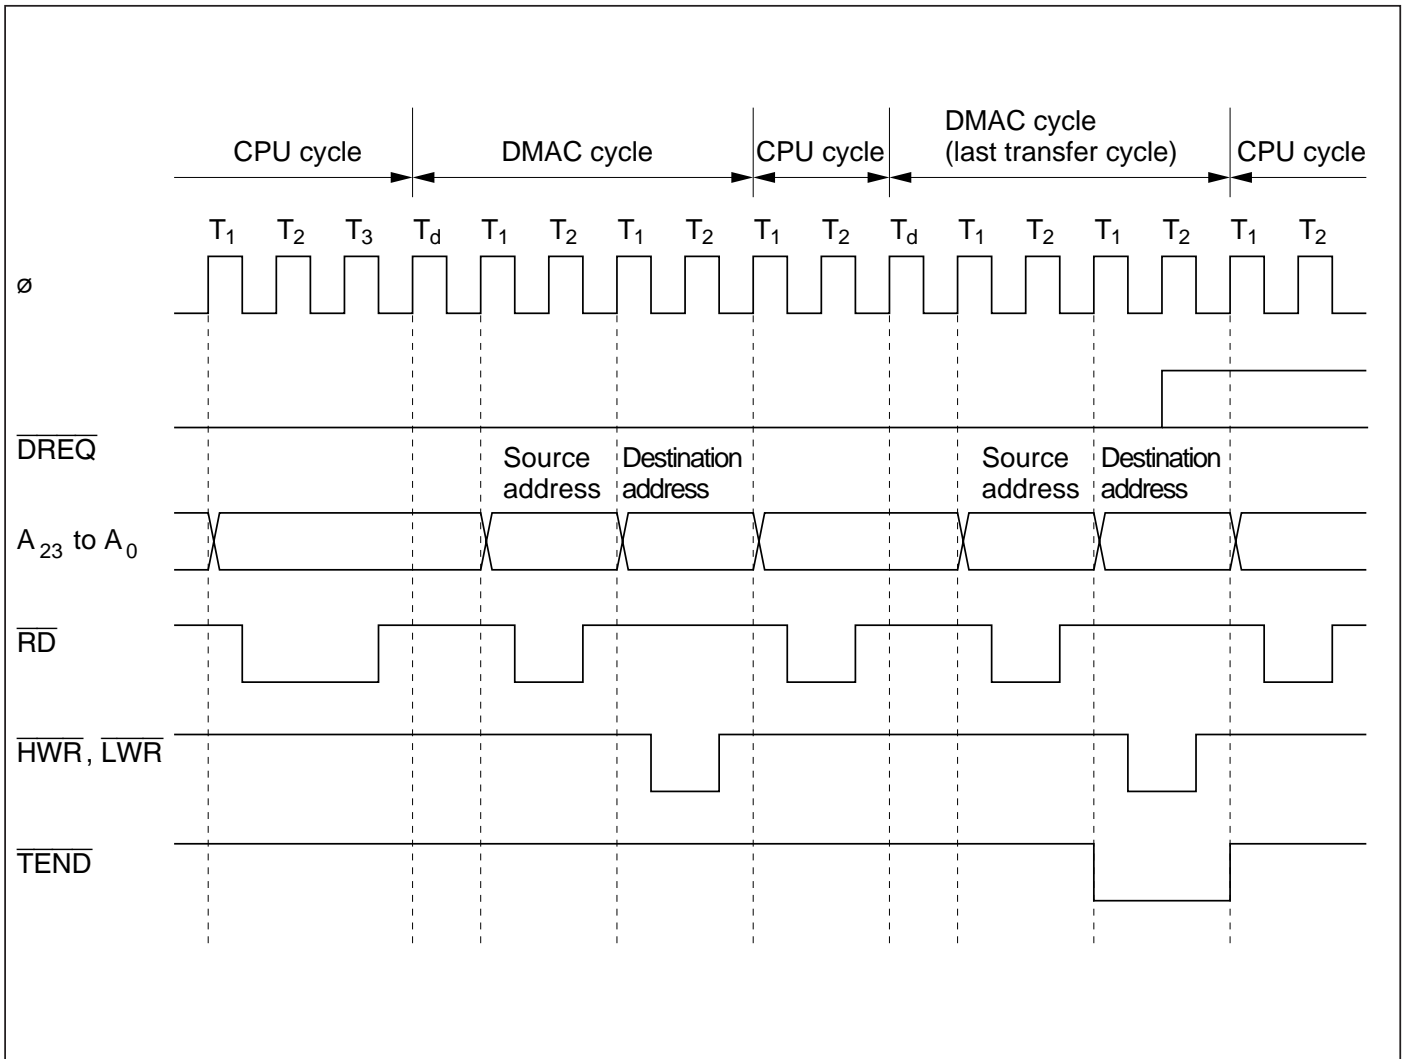 DMAC cycle
CPU cycle DMAC cycle CPU cycle (last transfer cycle) CPU cycle
T1 T2 T3 Td T1 T2 T1 T2 T1 T2 Td T1 T2 T1 T2 T1 T2
ø
DREQ
Source Destination Source Destination
address address address address
A23 to A0
RD
HWR, LWR
TEND